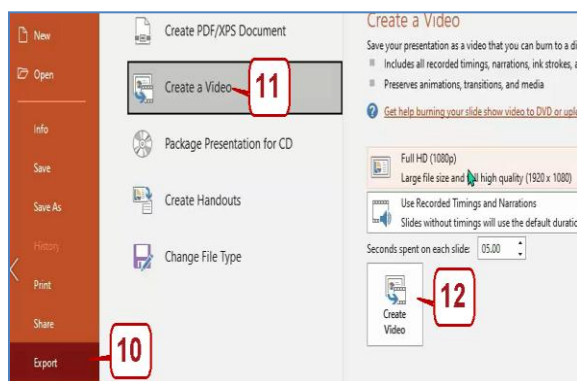 New
Open
Info
Save
Save As
History
Print
Share
Export
10
Create PDF/XPS Document
Create a Video
11
Package Presentation for CD
Create Handouts
Change File Type
Create a Video
Save your presentation as a video that you can burn to a di
Includes all recorded timings, narrations, ink strokes, a
Preserves animations, transitions, and media
Get help burning your slide show video to DVD or uplo
Full HD (1080p)
Large file size and full high quality (1920 x 1080)
Use Recorded Timings and Narrations
Slides without timings will use the default duratio
Seconds spent on each slide: 05.00
Create
Video
12